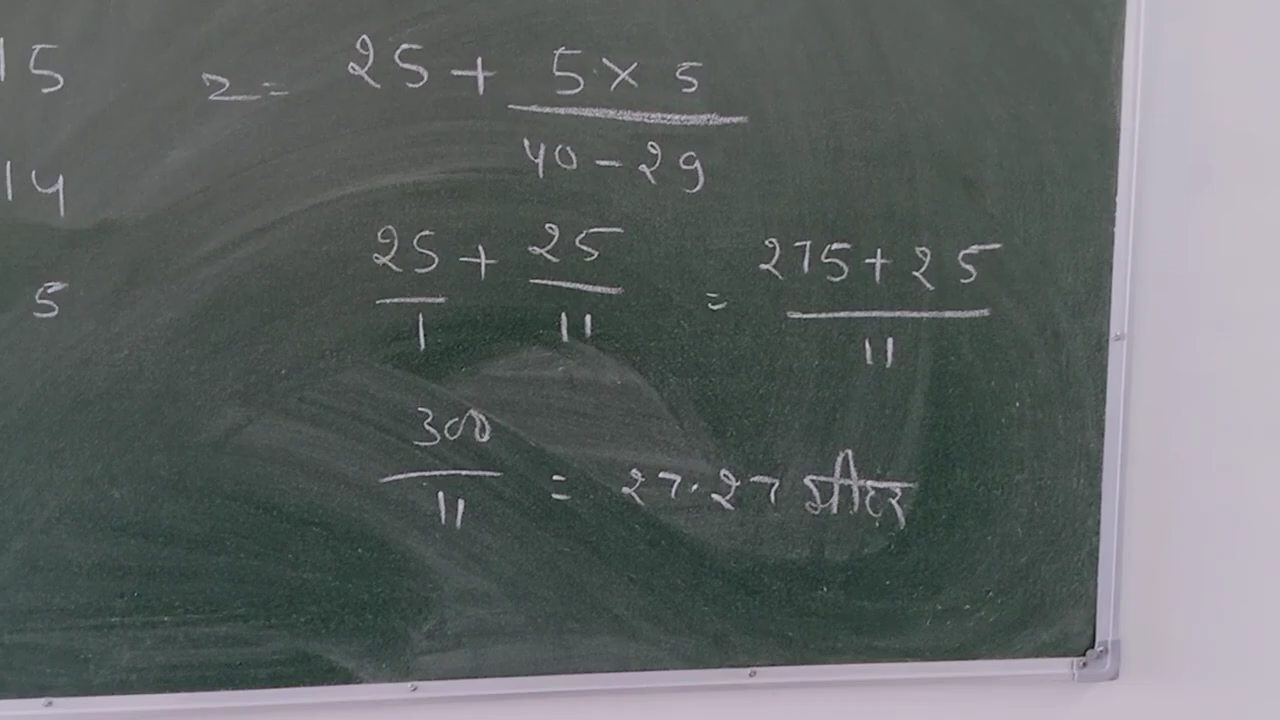 15
z = 25 + 5 × 5
40 - 29
14
25 + 25 = 275 + 25
1 11 11
5
300
11 = 27.27 मीटर